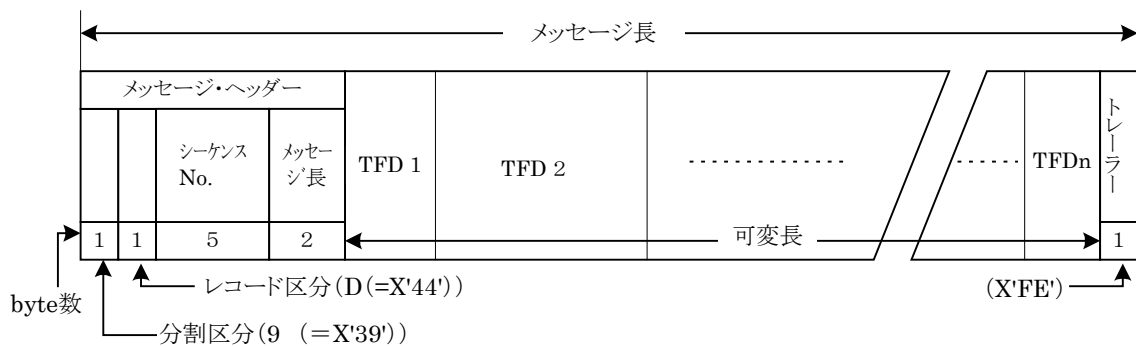 メッセージ長
メッセージ・ヘッダー
シーケンス
No.
メッセー
ジ長
TFD 1
TFD 2
TFDn
トレーラー
1
1
5
2
可変長
1
byte数
レコード区分(D(=X'44'))
(X'FE')
分割区分(9 (=X'39'))